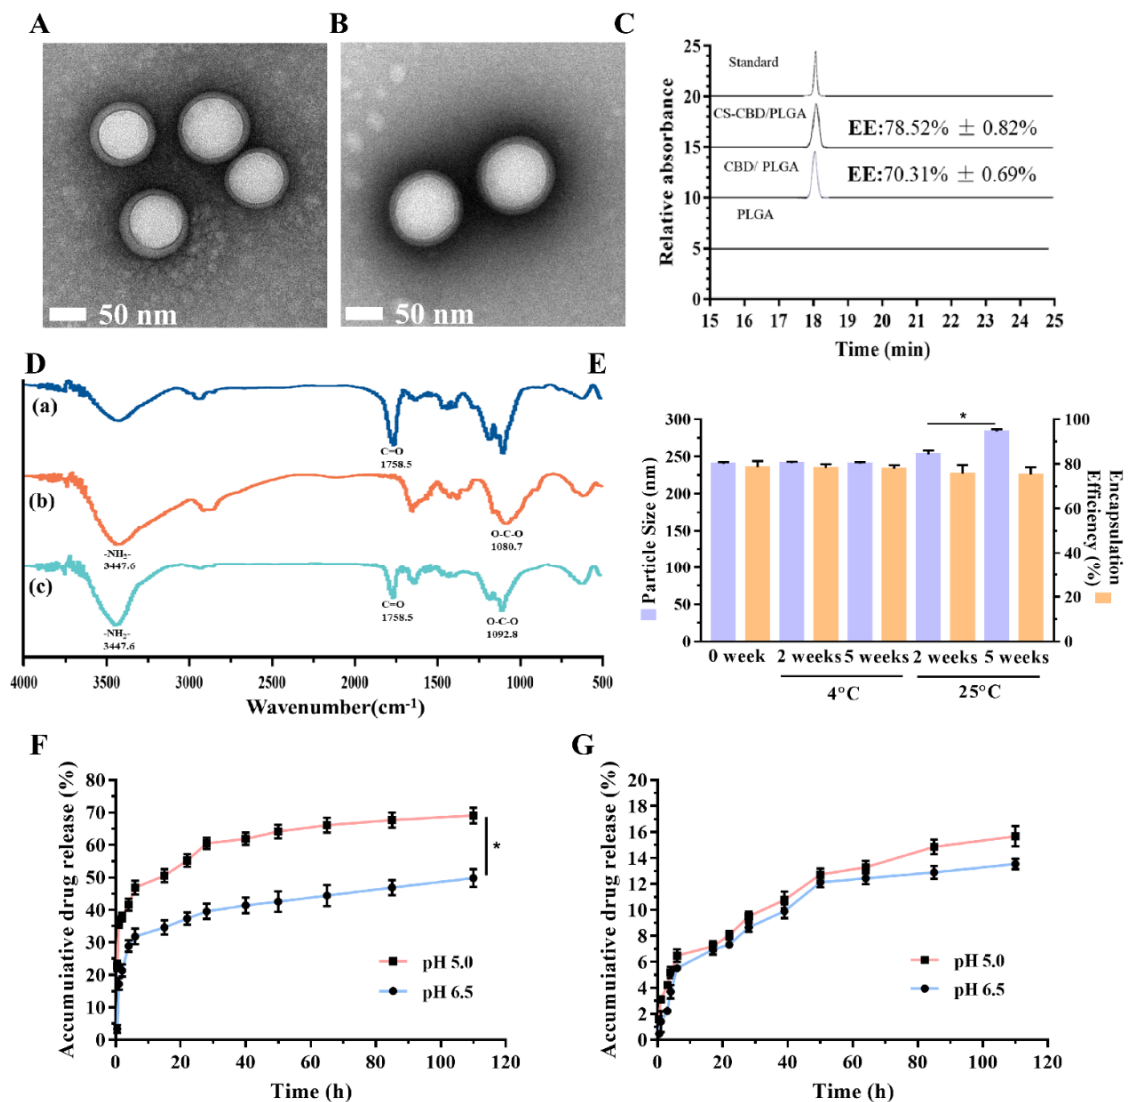 A
B
C
50 nm
50 nm
Relative absorbance
25
20
15
10
5
0
Standard
CS-CBD/PLGA
EE:78.52% ± 0.82%
CBD/ PLGA
EE:70.31% ± 0.69%
PLGA
15 16 17 18 19 20 21 22 23 24 25
Time (min)
D
(a)
C=O
1758.5
(b)
-NH2-
3447.6
O-C-O
1080.7
(c)
C=O
1758.5
-NH2-
3447.6
O-C-O
1092.8
4000 3500 3000 2500 2000 1500 1000 500
Wavenumber(cm-1)
E
Particle Size (nm)
300
250
200
150
100
50
0
*
100
80
60
40
20
0
Encapsulation
Efficiency (%)
0 week 2 weeks 5 weeks 2 weeks 5 weeks
4°C 25°C
F
Accumuiative drug release (%)
80
70
60
50
40
30
20
10
0
*
pH 5.0
pH 6.5
0 20 40 60 80 100 120
Time (h)
G
Accumuiative drug release (%)
20
18
16
14
12
10
8
6
4
2
0
pH 5.0
pH 6.5
0 20 40 60 80 100 120
Time (h)